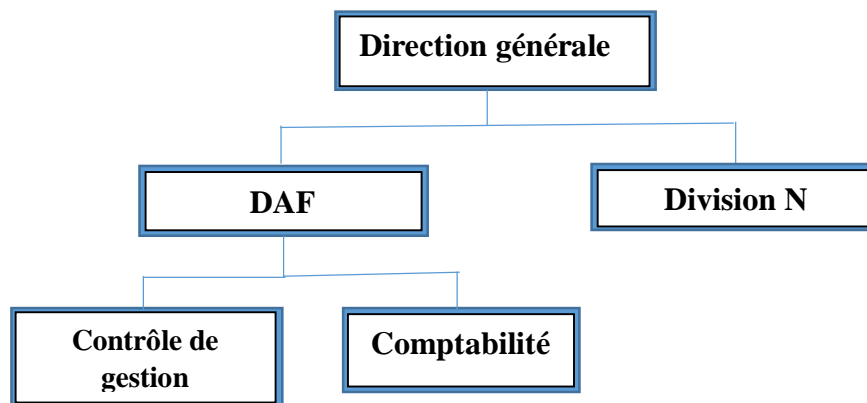 Direction générale
DAF
Division N
Contrôle de
gestion
Comptabilité